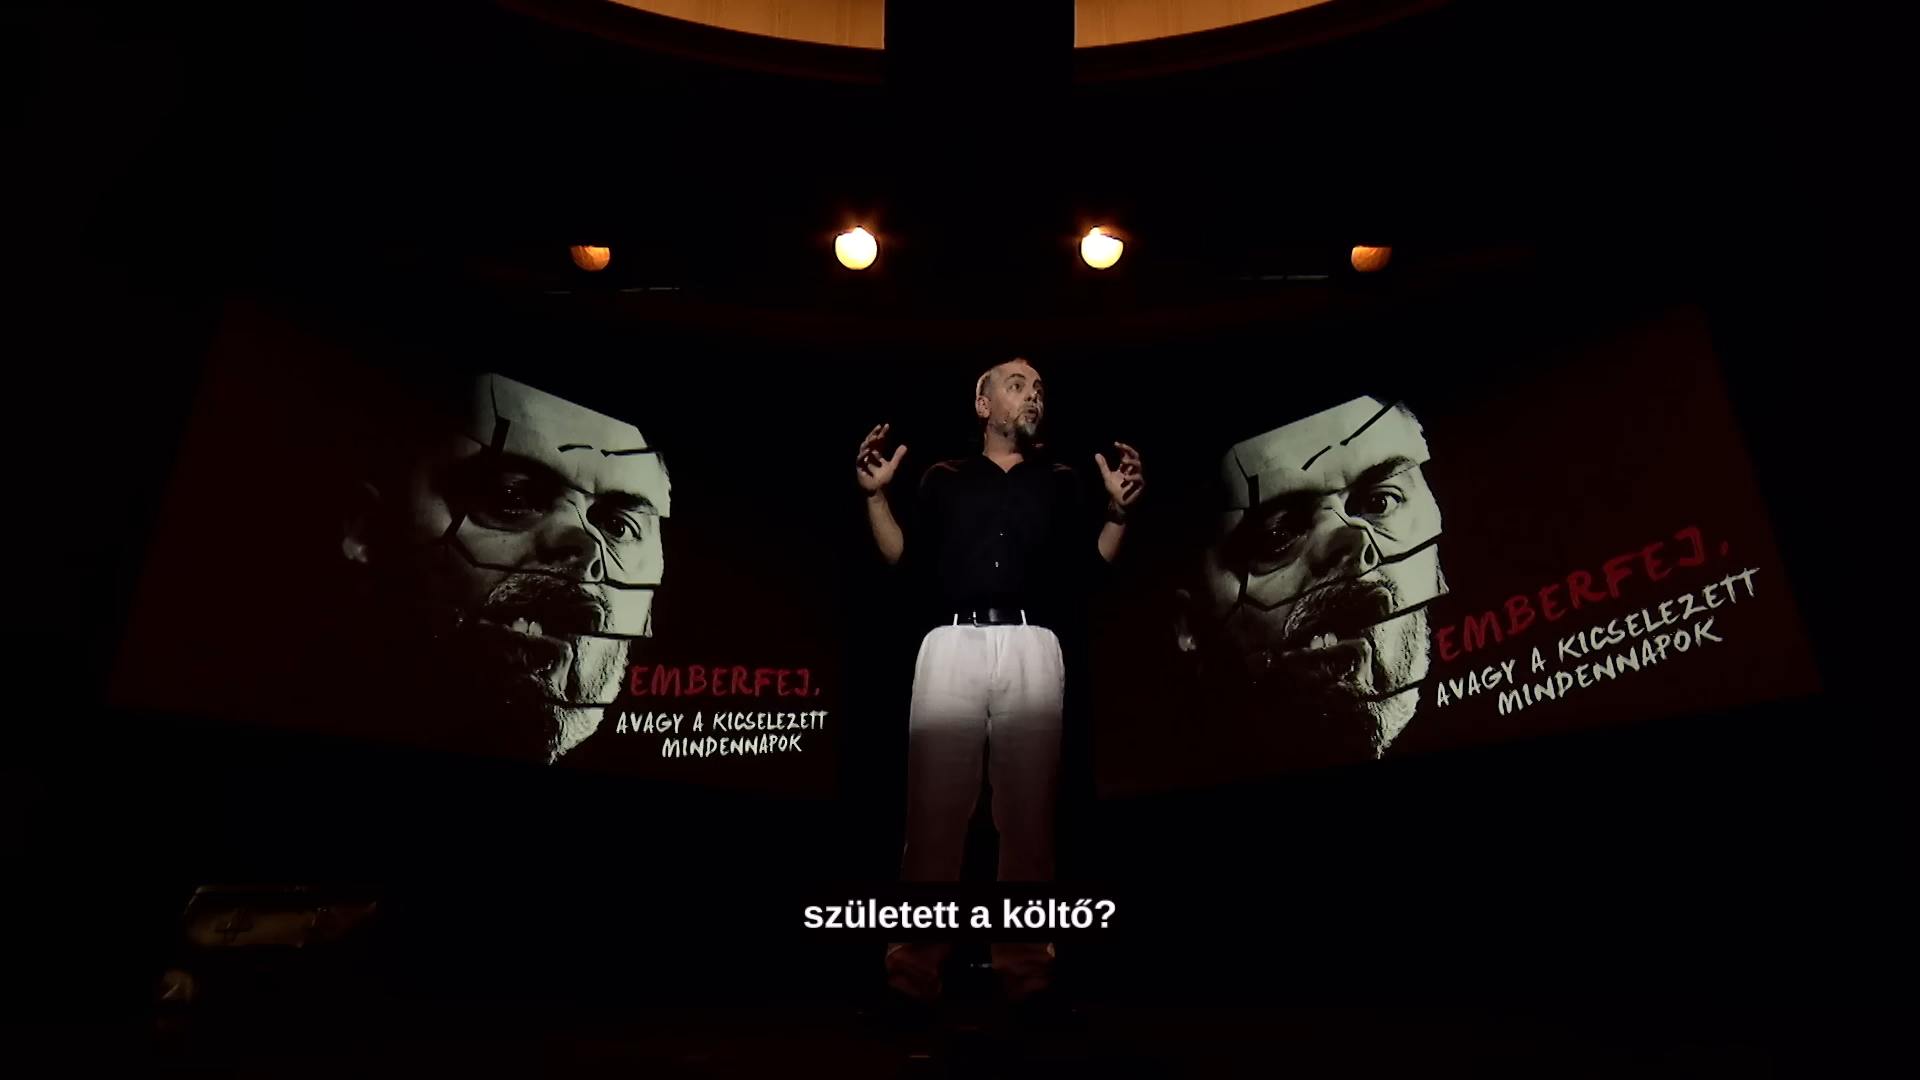 EMBERFEJ,
AVAGY A KICSELEZETT
MINDENNAPOK
EMBERFEJ,
AVAGY A KICSELEZETT
MINDENNAPOK
született a költő?